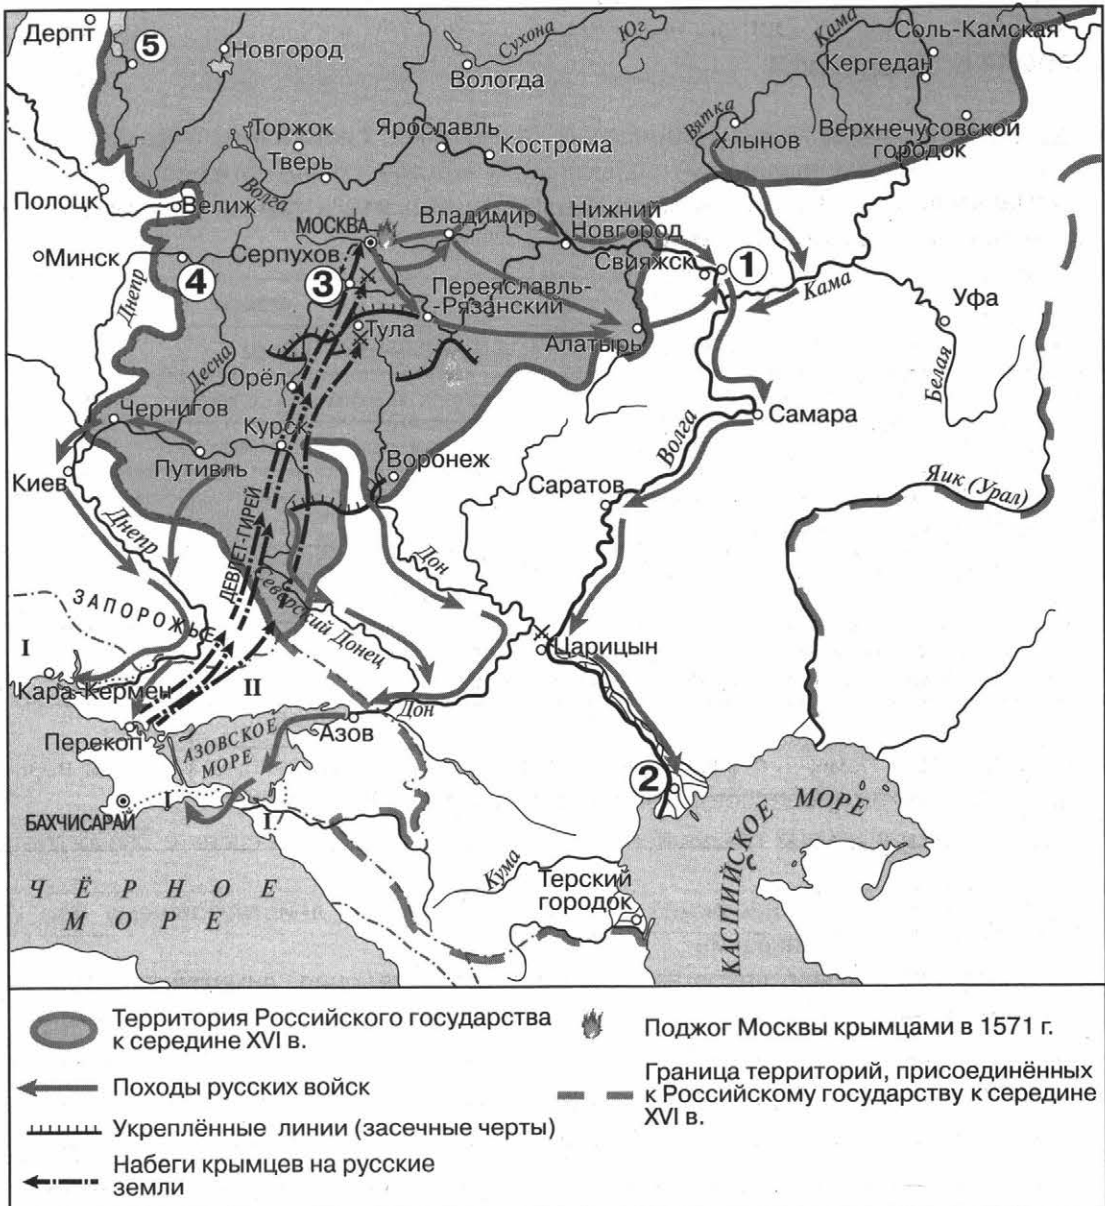 Дерпт
5
Новгород
Сухона
Юг
Кама
Соль-Камская
Вологда
Кергедан
Вятка
Хлынов
Верхнечусовской
городок
Торжок
Ярославль
Тверь
Кострома
Полоцк
Велиж
Волга
МОСКВА
Владимир
Нижний
Новгород
Минск
Серпухов
Свияжск
1
4
3
Переяславль-
-Рязанский
Кама
Уфа
Днепр
Тула
Алатырь
Десна
Орёл
Белая
Чернигов
Курск
Самара
Волга
Киев
Путивль
Воронеж
Саратов
Яик (Урал)
Днепр
ДЕВЛЕТ-ГИРЕЙ
Дон
ЗАПОРОЖЬЕ
Северский Донец
I
Царицын
Кара-Кермен
II
Дон
Перекоп
АЗОВСКОЕ
МОРЕ
Азов
2
БАХЧИСАРАЙ
I
I
КАСПИЙСКОЕ МОРЕ
Кума
Терский
городок
ЧЁРНОЕ
МОРЕ
Территория Российского государства
к середине XVI в.
Походы русских войск
Укреплённые линии (засечные черты)
Набеги крымцев на русские
земли
Поджог Москвы крымцами в 1571 г.
Граница территорий, присоединённых
к Российскому государству к середине
XVI в.